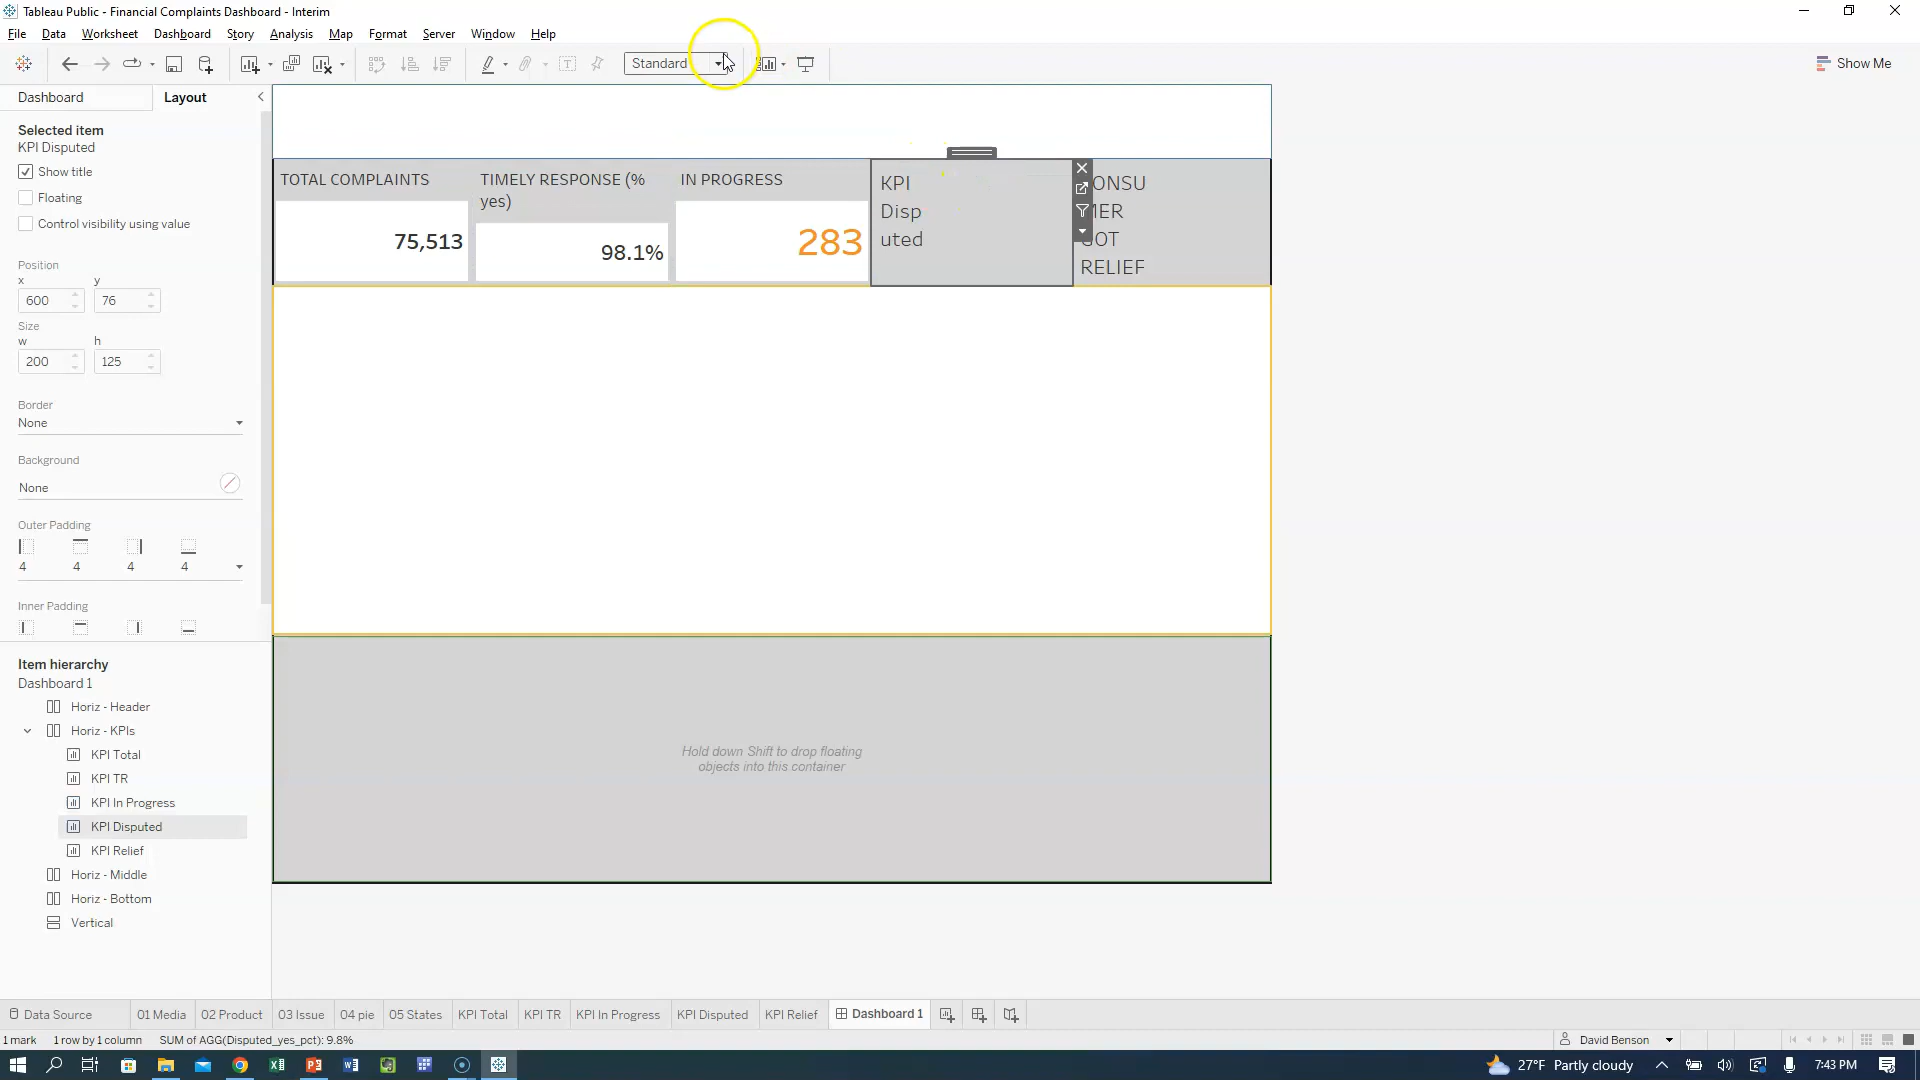 Tableau Public - Financial Complaints Dashboard - Interim
File Data Worksheet Dashboard Story Analysis Map Format Server Window Help
Standard
Show Me
Dashboard Layout
Selected item
KPI Disputed
Show title
Floating
Control visibility using value
Position
x y
600 76
Size
w h
200 125
Border
None
Background
None
Outer Padding
4 4 4 4
Inner Padding
Item hierarchy
Dashboard 1
Horiz - Header
Horiz - KPIs
KPI Total
KPI TR
KPI In Progress
KPI Disputed
KPI Relief
Horiz - Middle
Horiz - Bottom
Vertical
TOTAL COMPLAINTS
75,513
TIMELY RESPONSE (%
yes)
98.1%
IN PROGRESS
283
KPI
Disp
uted
ONSU
MER
GOT
RELIEF
Hold down Shift to drop floating
objects into this container
Data Source 01 Media 02 Product 03 Issue 04 pie 05 States KPI Total KPI TR KPI In Progress KPI Disputed KPI Relief Dashboard 1
1 mark 1 row by 1 column SUM of AGG(Disputed_yes_pct): 9.8%
David Benson
27°F Partly cloudy
7:43 PM